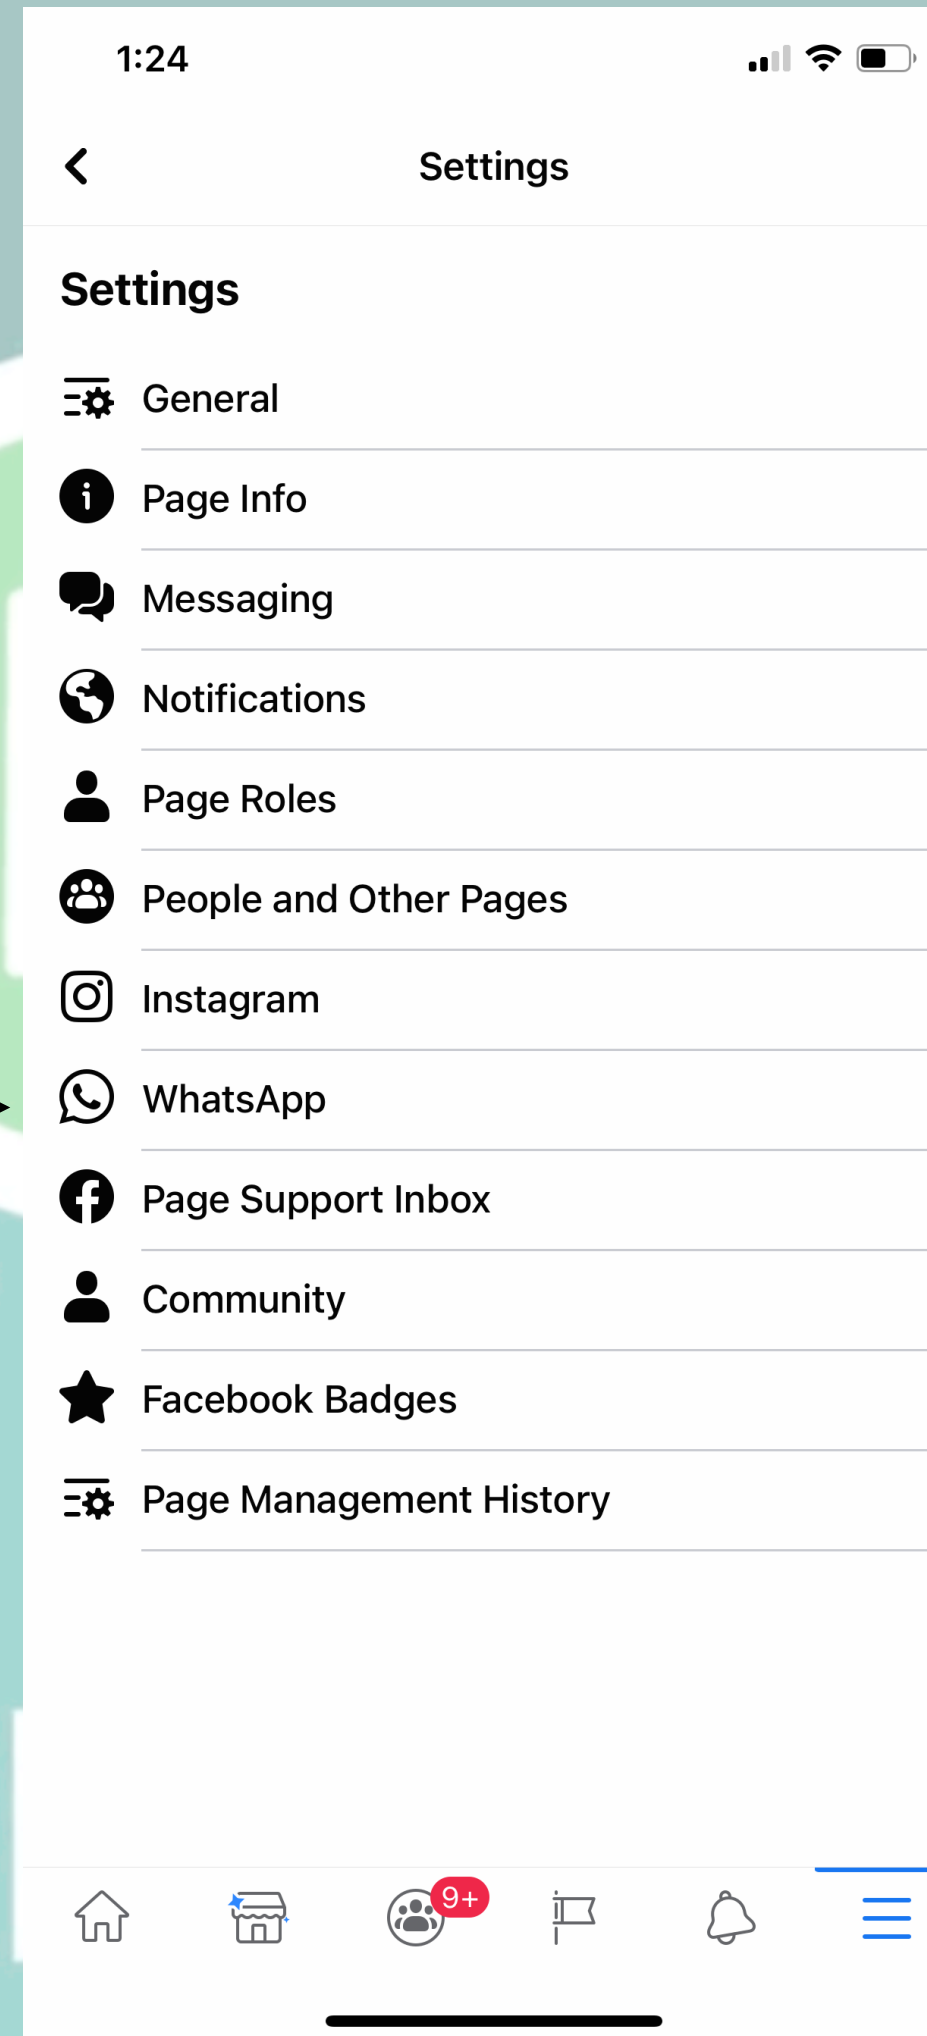 1:24
Settings
Settings
General
Page Info
Messaging
Notifications
Page Roles
People and Other Pages
Instagram
WhatsApp
Page Support Inbox
Community
Facebook Badges
Page Management History
9+